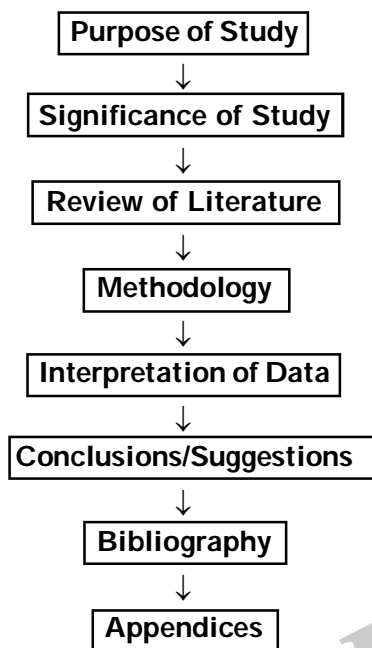 Purpose of Study
↓
Significance of Study
↓
Review of Literature
↓
Methodology
↓
Interpretation of Data
↓
Conclusions/Suggestions
↓
Bibliography
↓
Appendices